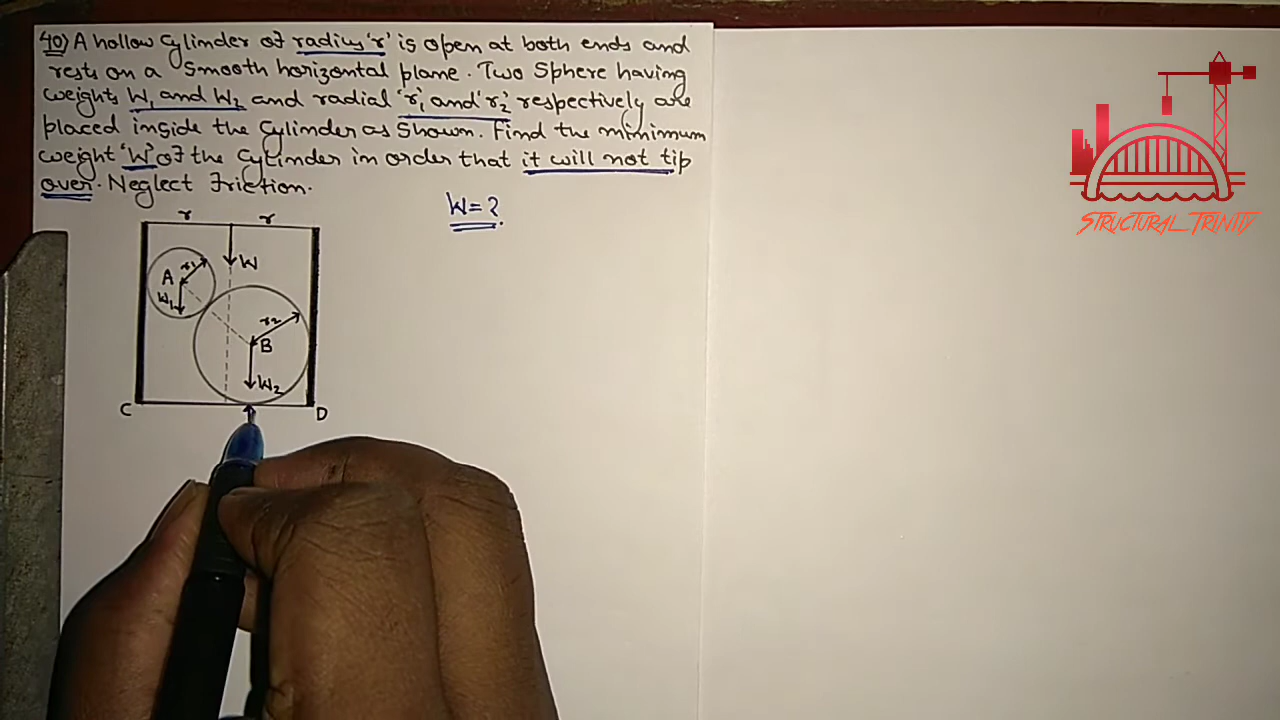 40) A hollow Cylinder of radius 'r' is open at both ends and
rests on a smooth horizontal plane. Two Sphere having
weights W1 and W2 and radial 'r1' and 'r2' respectively are
placed inside the Cylinder as Shown. Find the minimum
weight 'W' of the Cylinder in order that it will not tip
over. Neglect Friction.
W=?
r r
W
A r1
W1
r2
B
W2
C D
STRUCTURAL TRINITY